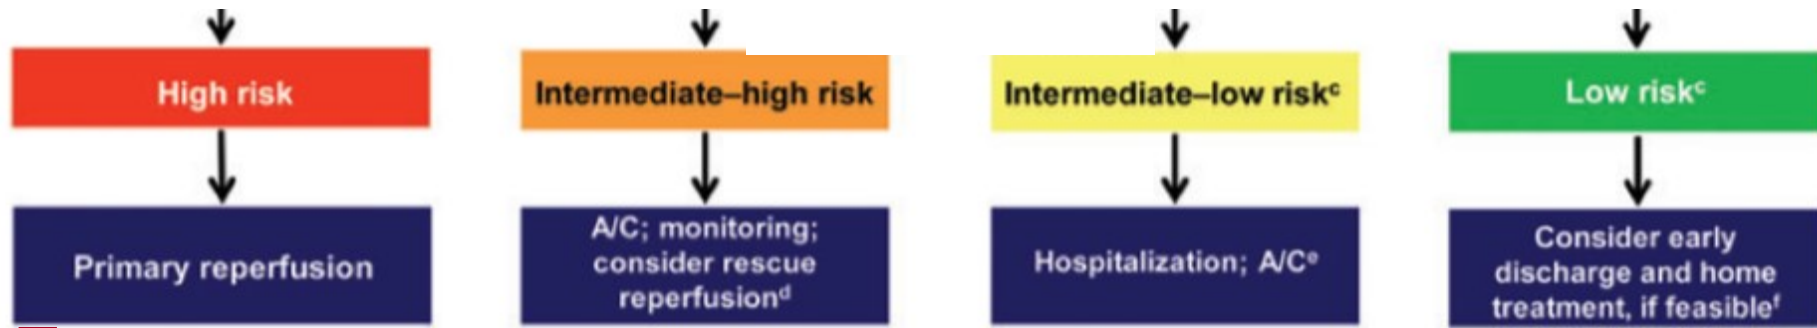 High risk
Intermediate–high risk
Intermediate–low riskᶜ
Low riskᶜ
Primary reperfusion
A/C; monitoring;
consider rescue
reperfusionᵈ
Hospitalization; A/Cᵉ
Consider early
discharge and home
treatment, if feasibleᶠ